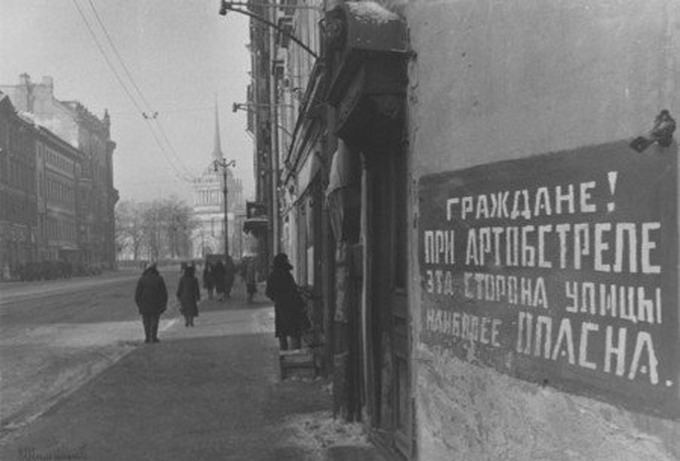 ГРАЖДАНЕ!
ПРИ АРТОБСТРЕЛЕ
ЭТА СТОРОНА УЛИЦЫ
НАИБОЛЕЕ ОПАСНА.